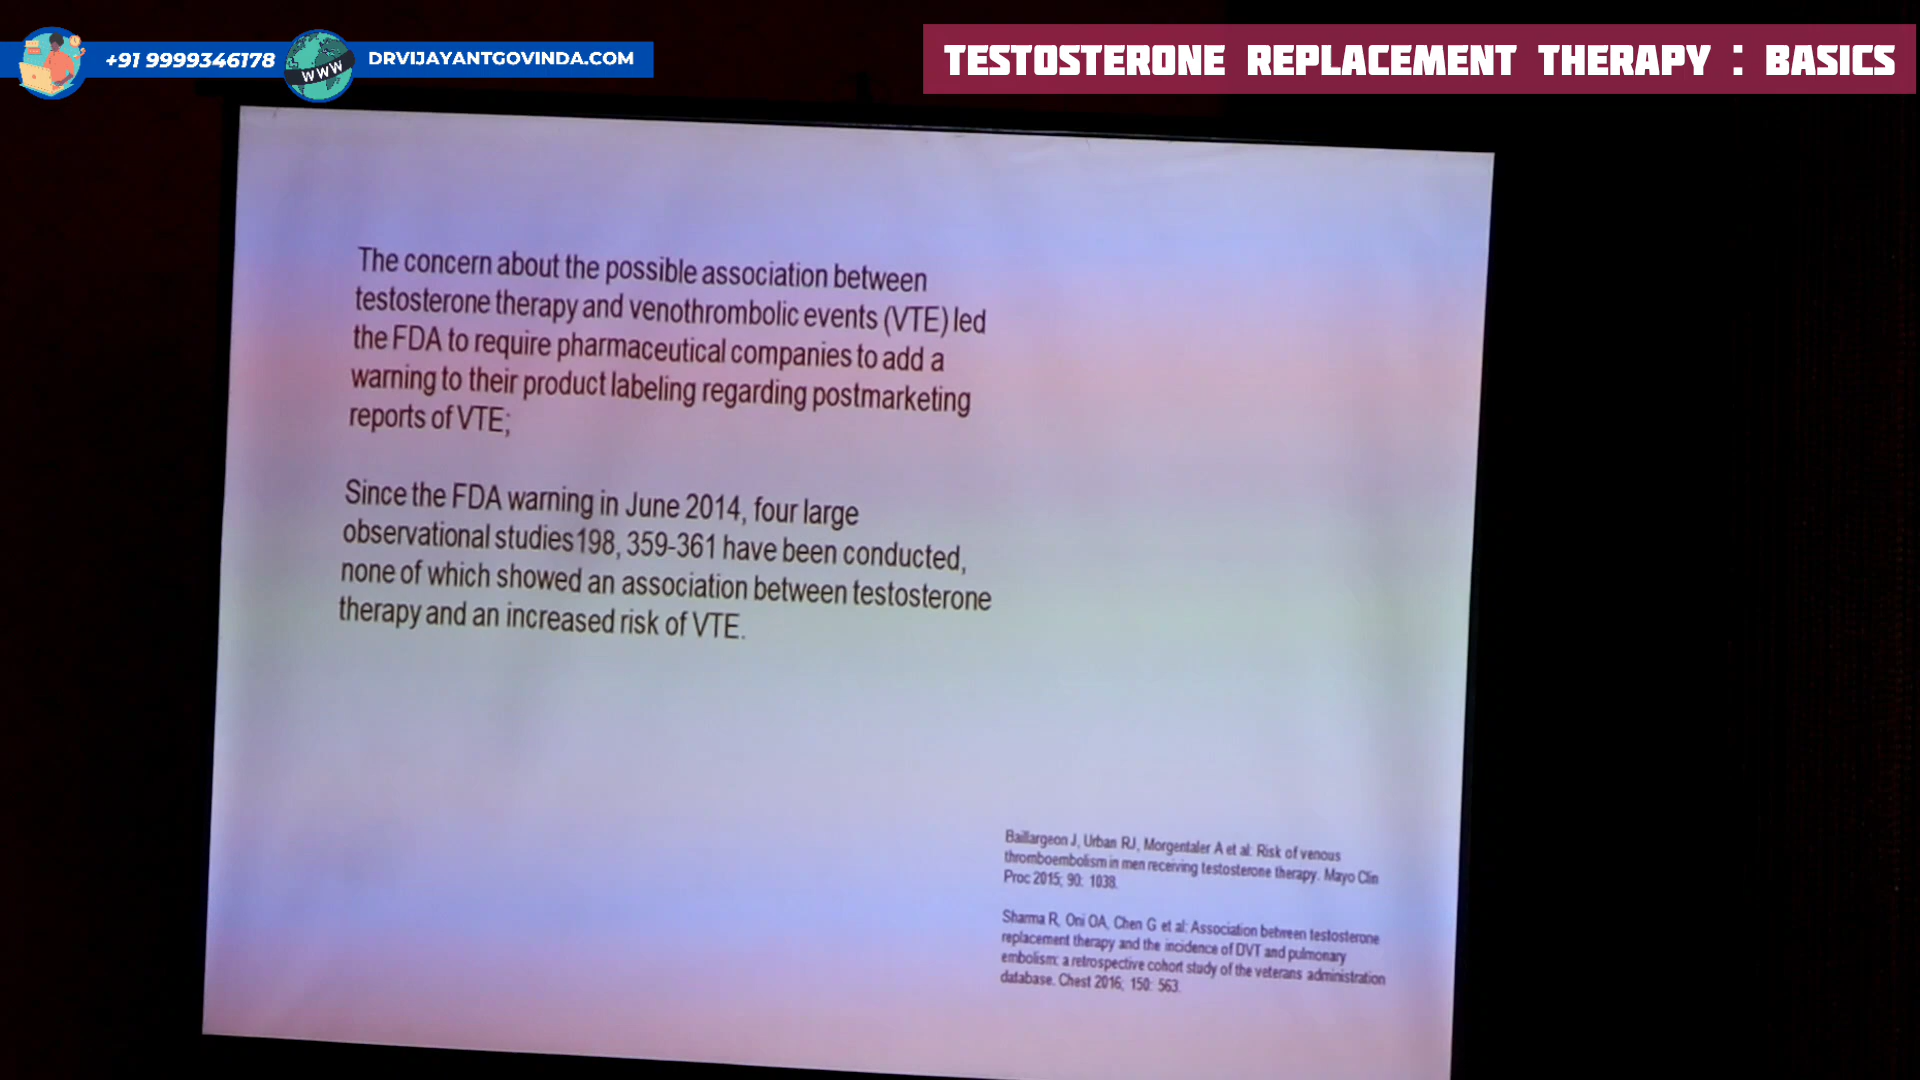 +91 9999346178
WWW
DRVIJAYANTGOVINDA.COM
TESTOSTERONE REPLACEMENT THERAPY : BASICS
The concern about the possible association between
testosterone therapy and venothrombolic events (VTE) led
the FDA to require pharmaceutical companies to add a
warning to their product labeling regarding postmarketing
reports of VTE;
Since the FDA warning in June 2014, four large
observational studies198, 359-361 have been conducted,
none of which showed an association between testosterone
therapy and an increased risk of VTE.
Baillargeon J, Urban RJ, Morgentaler A et al: Risk of venous
thromboembolism in men receiving testosterone therapy. Mayo Clin
Proc 2015; 90: 1038.
Sharma R, Oni OA, Chen G et al: Association between testosterone
replacement therapy and the incidence of DVT and pulmonary
embolism: a retrospective cohort study of the veterans administration
database. Chest 2016; 150: 563.